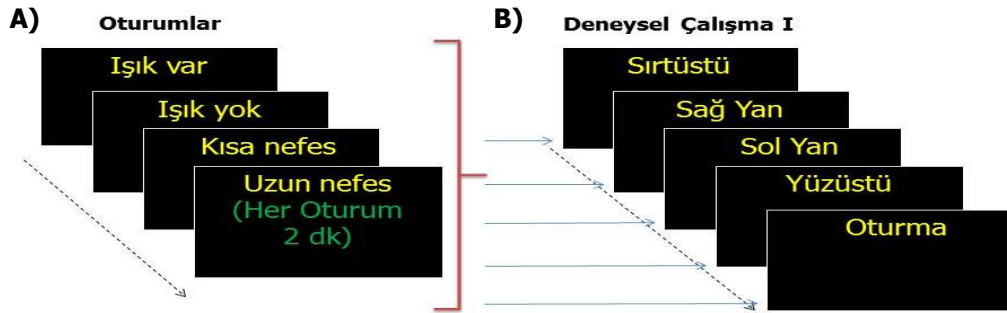 A)
Oturumlar
Işık var
Işık yok
Kısa nefes
Uzun nefes
(Her Oturum
2 dk)
B)
Deneysel Çalışma I
Sırtüstü
Sağ Yan
Sol Yan
Yüzüstü
Oturma